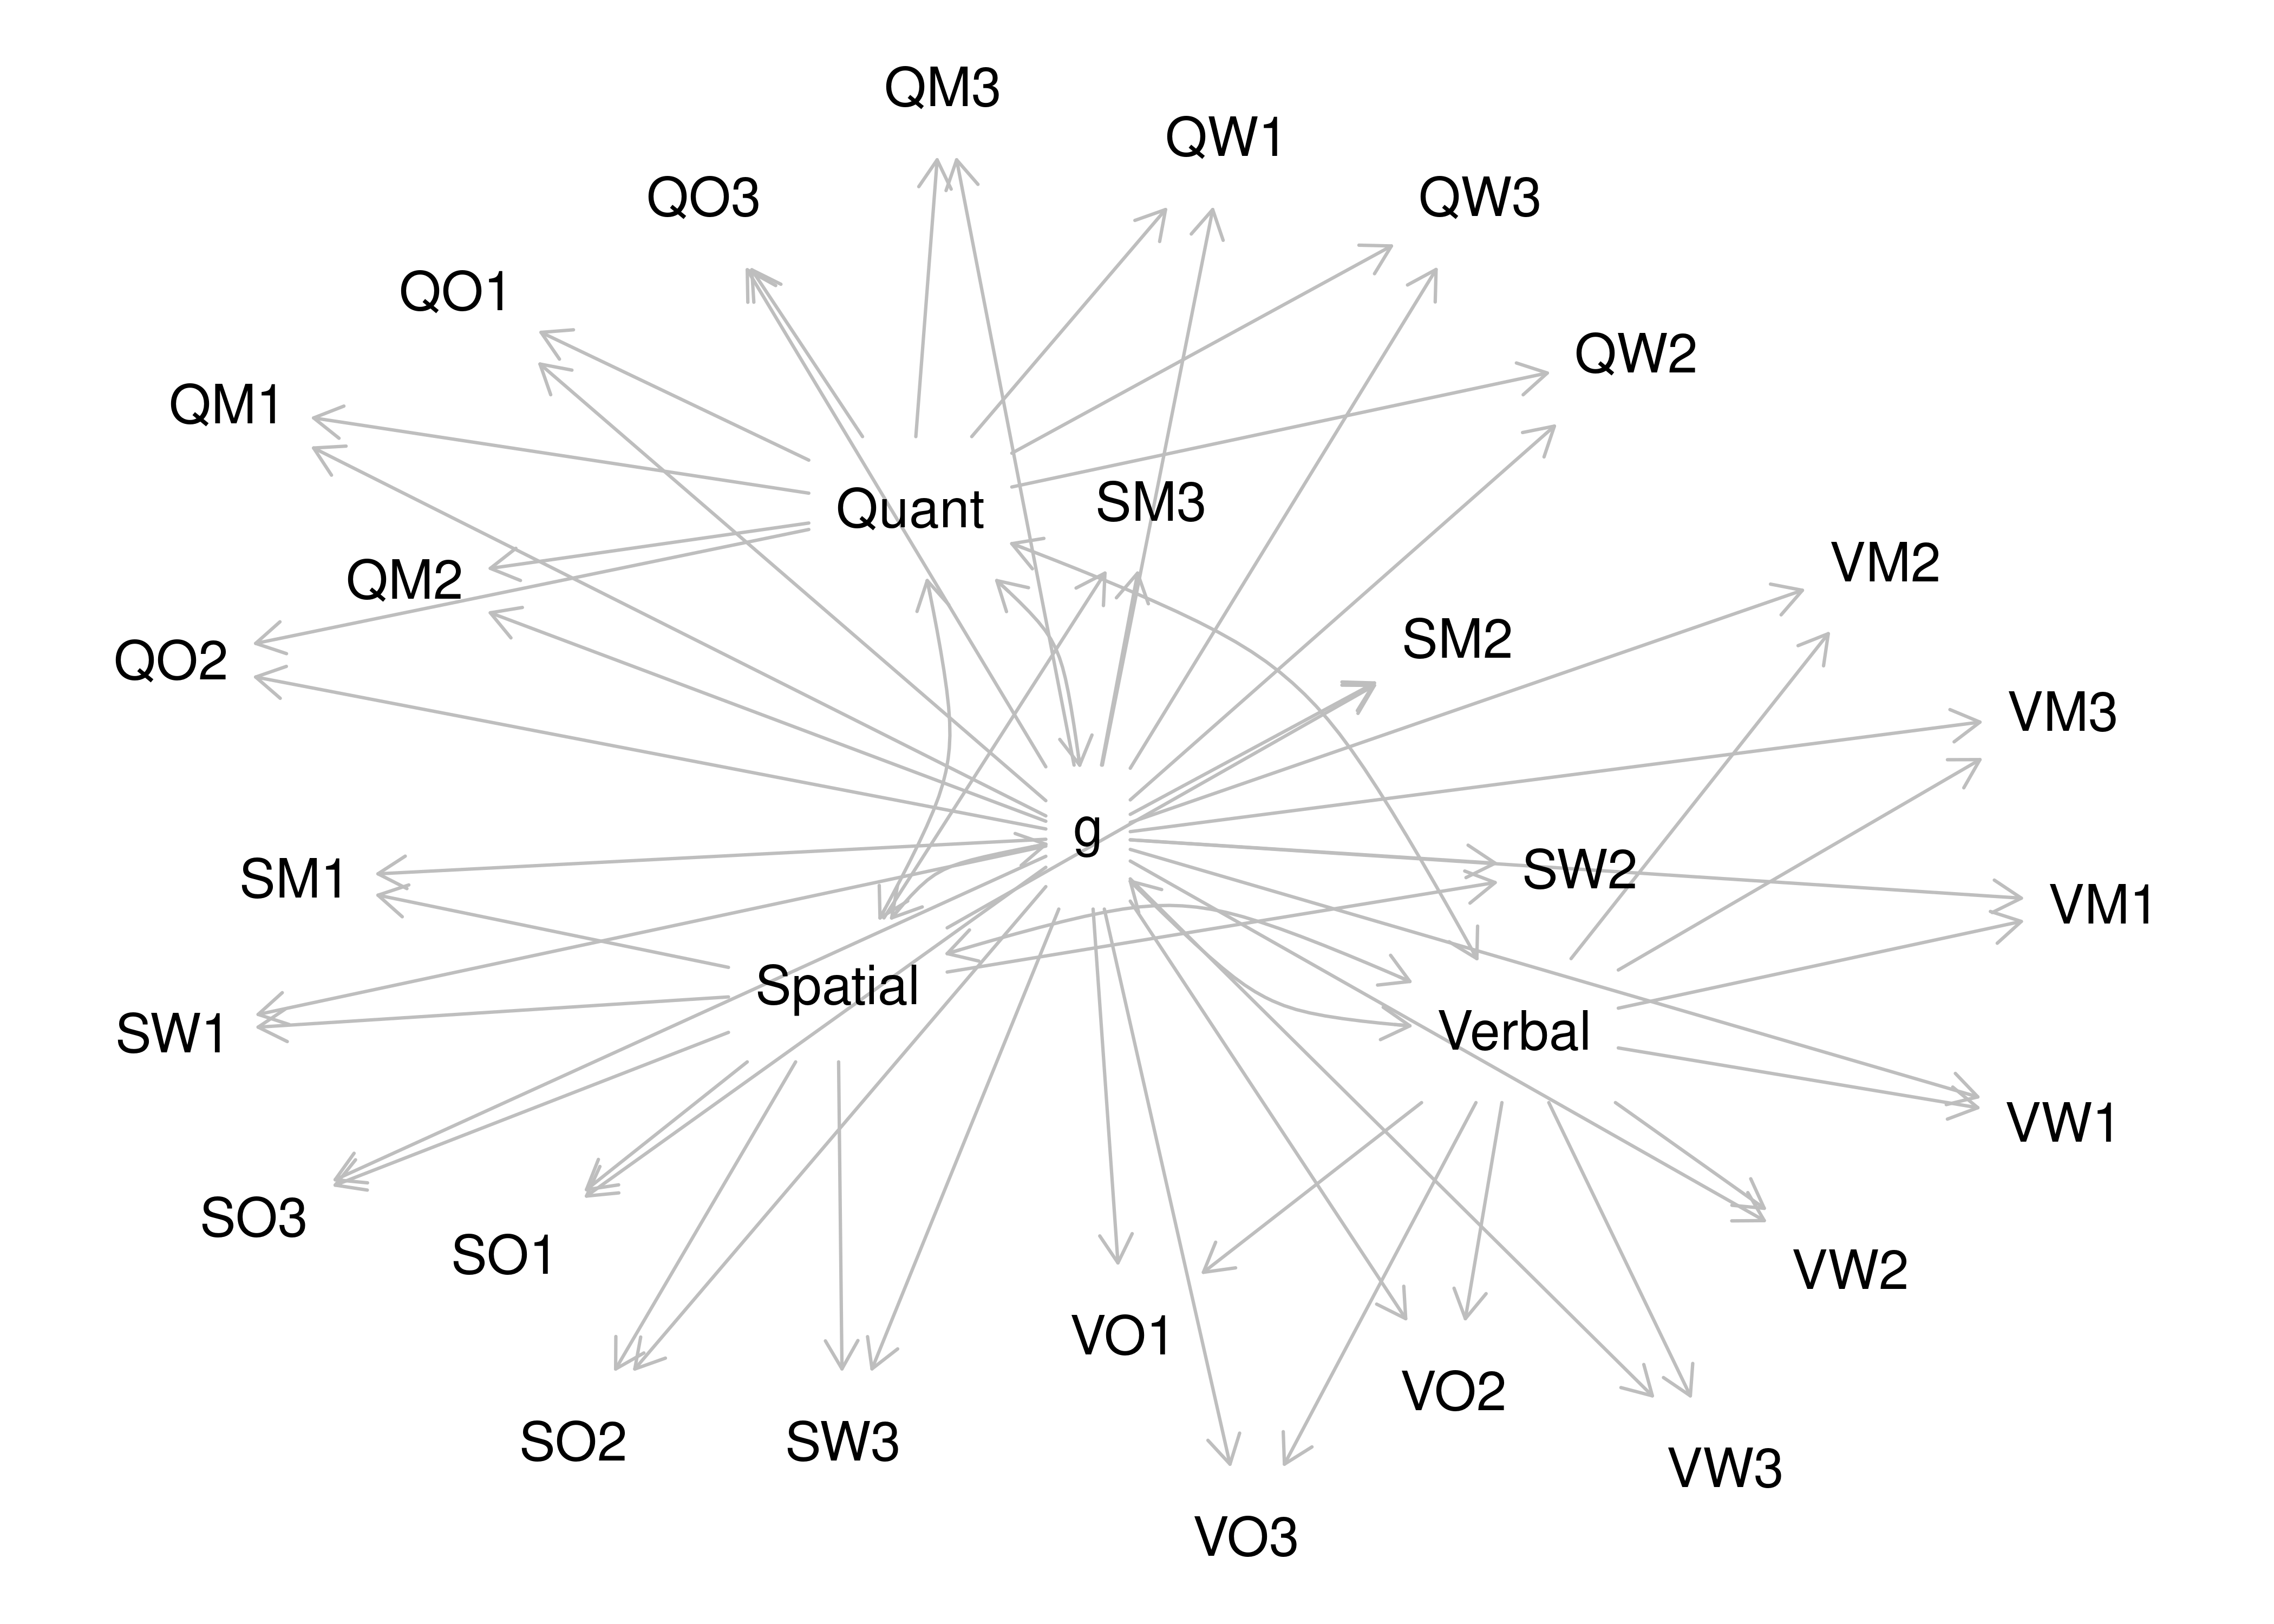 QM3
QW1
QO3
QW3
QO1
QW2
QM1
Quant
SM3
VM2
QM2
SM2
QO2
VM3
g
SW2
SM1
VM1
Spatial
SW1
Verbal
VW1
SO3
SO1
VW2
VO1
VO2
SO2
SW3
VW3
VO3